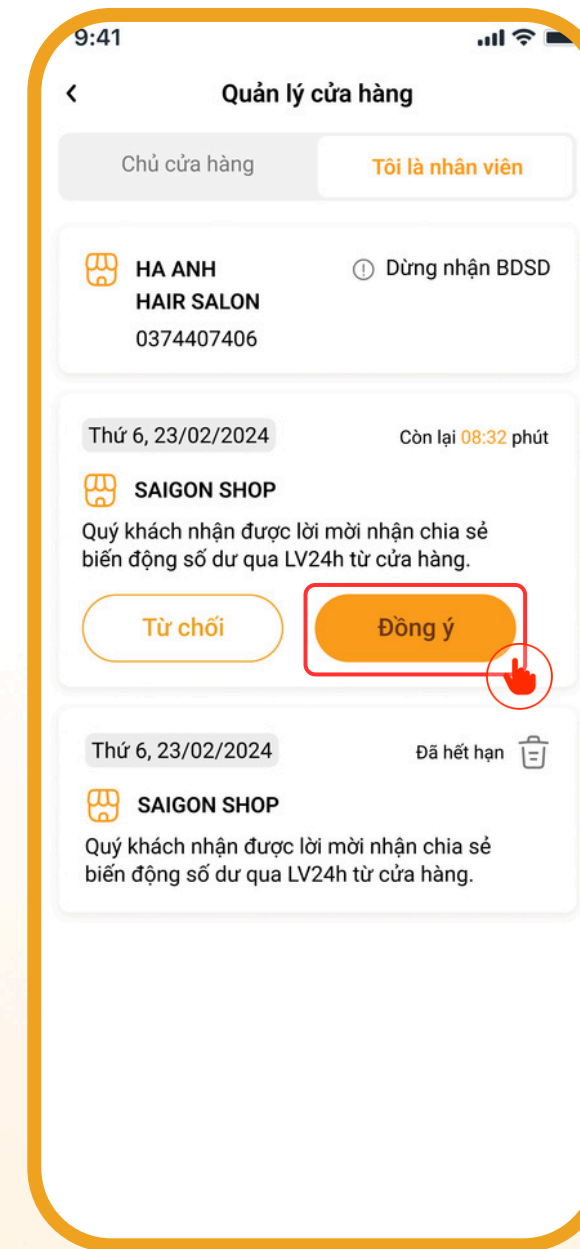 9:41
Quản lý cửa hàng
Chủ cửa hàng
Tôi là nhân viên
HA ANH
HAIR SALON
0374407406
Dừng nhận BDSD
Thứ 6, 23/02/2024
Còn lại 08:32 phút
SAIGON SHOP
Quý khách nhận được lời mời nhận chia sẻ
biến động số dư qua LV24h từ cửa hàng.
Từ chối
Đồng ý
Thứ 6, 23/02/2024
Đã hết hạn
SAIGON SHOP
Quý khách nhận được lời mời nhận chia sẻ
biến động số dư qua LV24h từ cửa hàng.